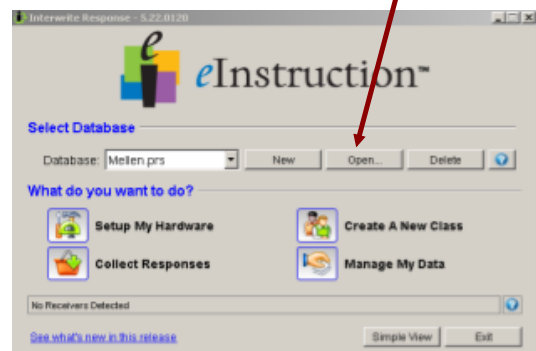 Interwrite Response - 5.22.0120
eInstruction™
Select Database
Database: Mellen.prs New Open... Delete
What do you want to do?
Setup My Hardware Create A New Class
Collect Responses Manage My Data
No Receivers Detected
See what's new in this release Simple View Exit